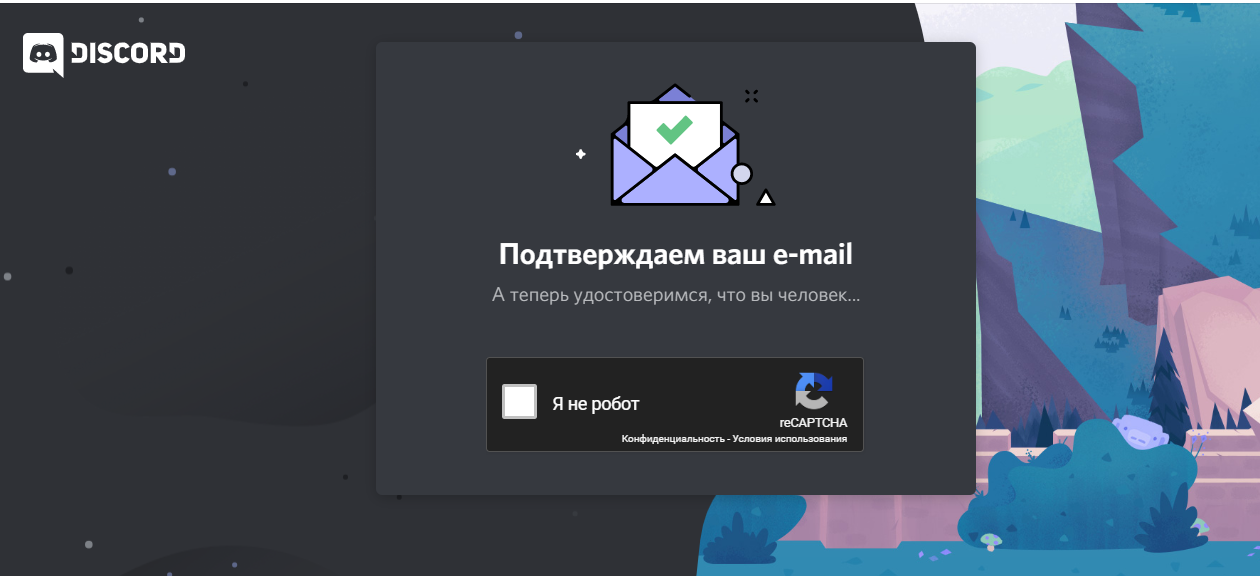 DISCORD
Подтверждаем ваш e-mail
А теперь удостоверимся, что вы человек...
Я не робот
reCAPTCHA
Конфиденциальность - Условия использования